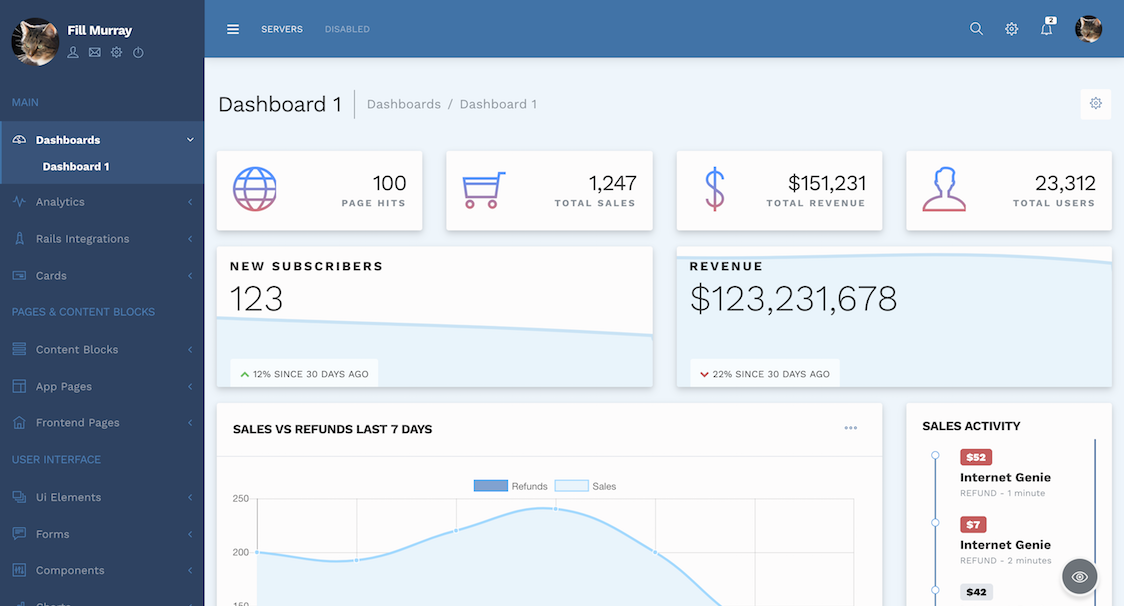 Fill Murray
MAIN
Dashboards
Dashboard 1
Analytics
Rails Integrations
Cards
PAGES & CONTENT BLOCKS
Content Blocks
App Pages
Frontend Pages
USER INTERFACE
Ui Elements
Forms
Components
Charts
SERVERS DISABLED
2
Dashboard 1
Dashboards / Dashboard 1
100
PAGE HITS
1,247
TOTAL SALES
$151,231
TOTAL REVENUE
23,312
TOTAL USERS
NEW SUBSCRIBERS
123
12% SINCE 30 DAYS AGO
REVENUE
$123,231,678
22% SINCE 30 DAYS AGO
SALES VS REFUNDS LAST 7 DAYS
Refunds Sales
250
200
150
SALES ACTIVITY
$52
Internet Genie
REFUND - 1 minute
$7
Internet Genie
REFUND - 2 minutes
$42